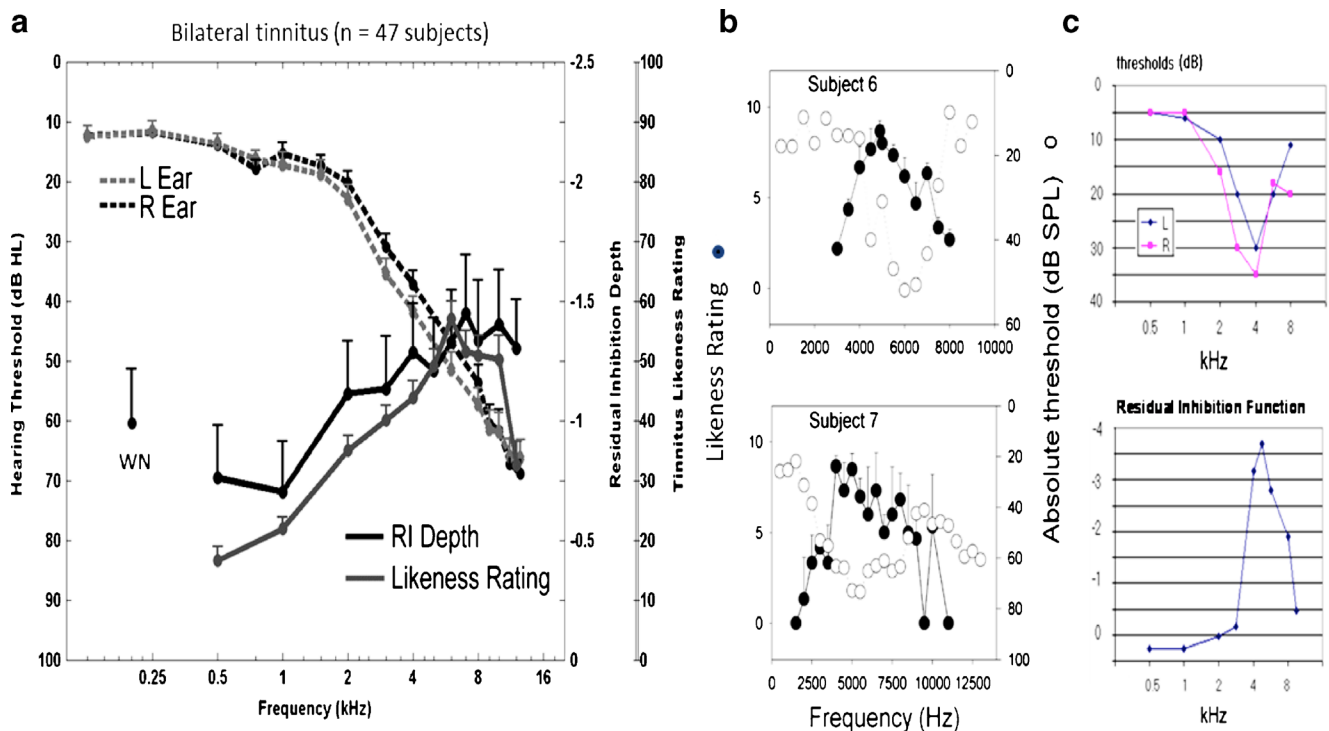 a
Bilateral tinnitus (n = 47 subjects)
Hearing Threshold (dB HL)
0
10
20
30
40
50
60
70
80
90
100
L Ear
R Ear
WN
RI Depth
Likeness Rating
0.25
0.5
1
2
4
8
16
Frequency (kHz)
-2.5
-2
-1.5
-1
-0.5
0
Residual Inhibition Depth
100
90
80
70
60
50
40
30
20
10
0
Tinnitus Likeness Rating
b
Subject 6
10
5
0
0
20
40
60
0 2000 4000 6000 8000 10000
Likeness Rating
Absolute threshold (dB SPL) o
Subject 7
10
5
0
0
20
40
60
80
100
0 2500 5000 7500 10000 12500
Frequency (Hz)
c
thresholds (dB)
0
10
20
30
40
L
R
0.5 1 2 4 8
kHz
Residual Inhibition Function
-4
-3
-2
-1
0
0.5 1 2 4 8
kHz